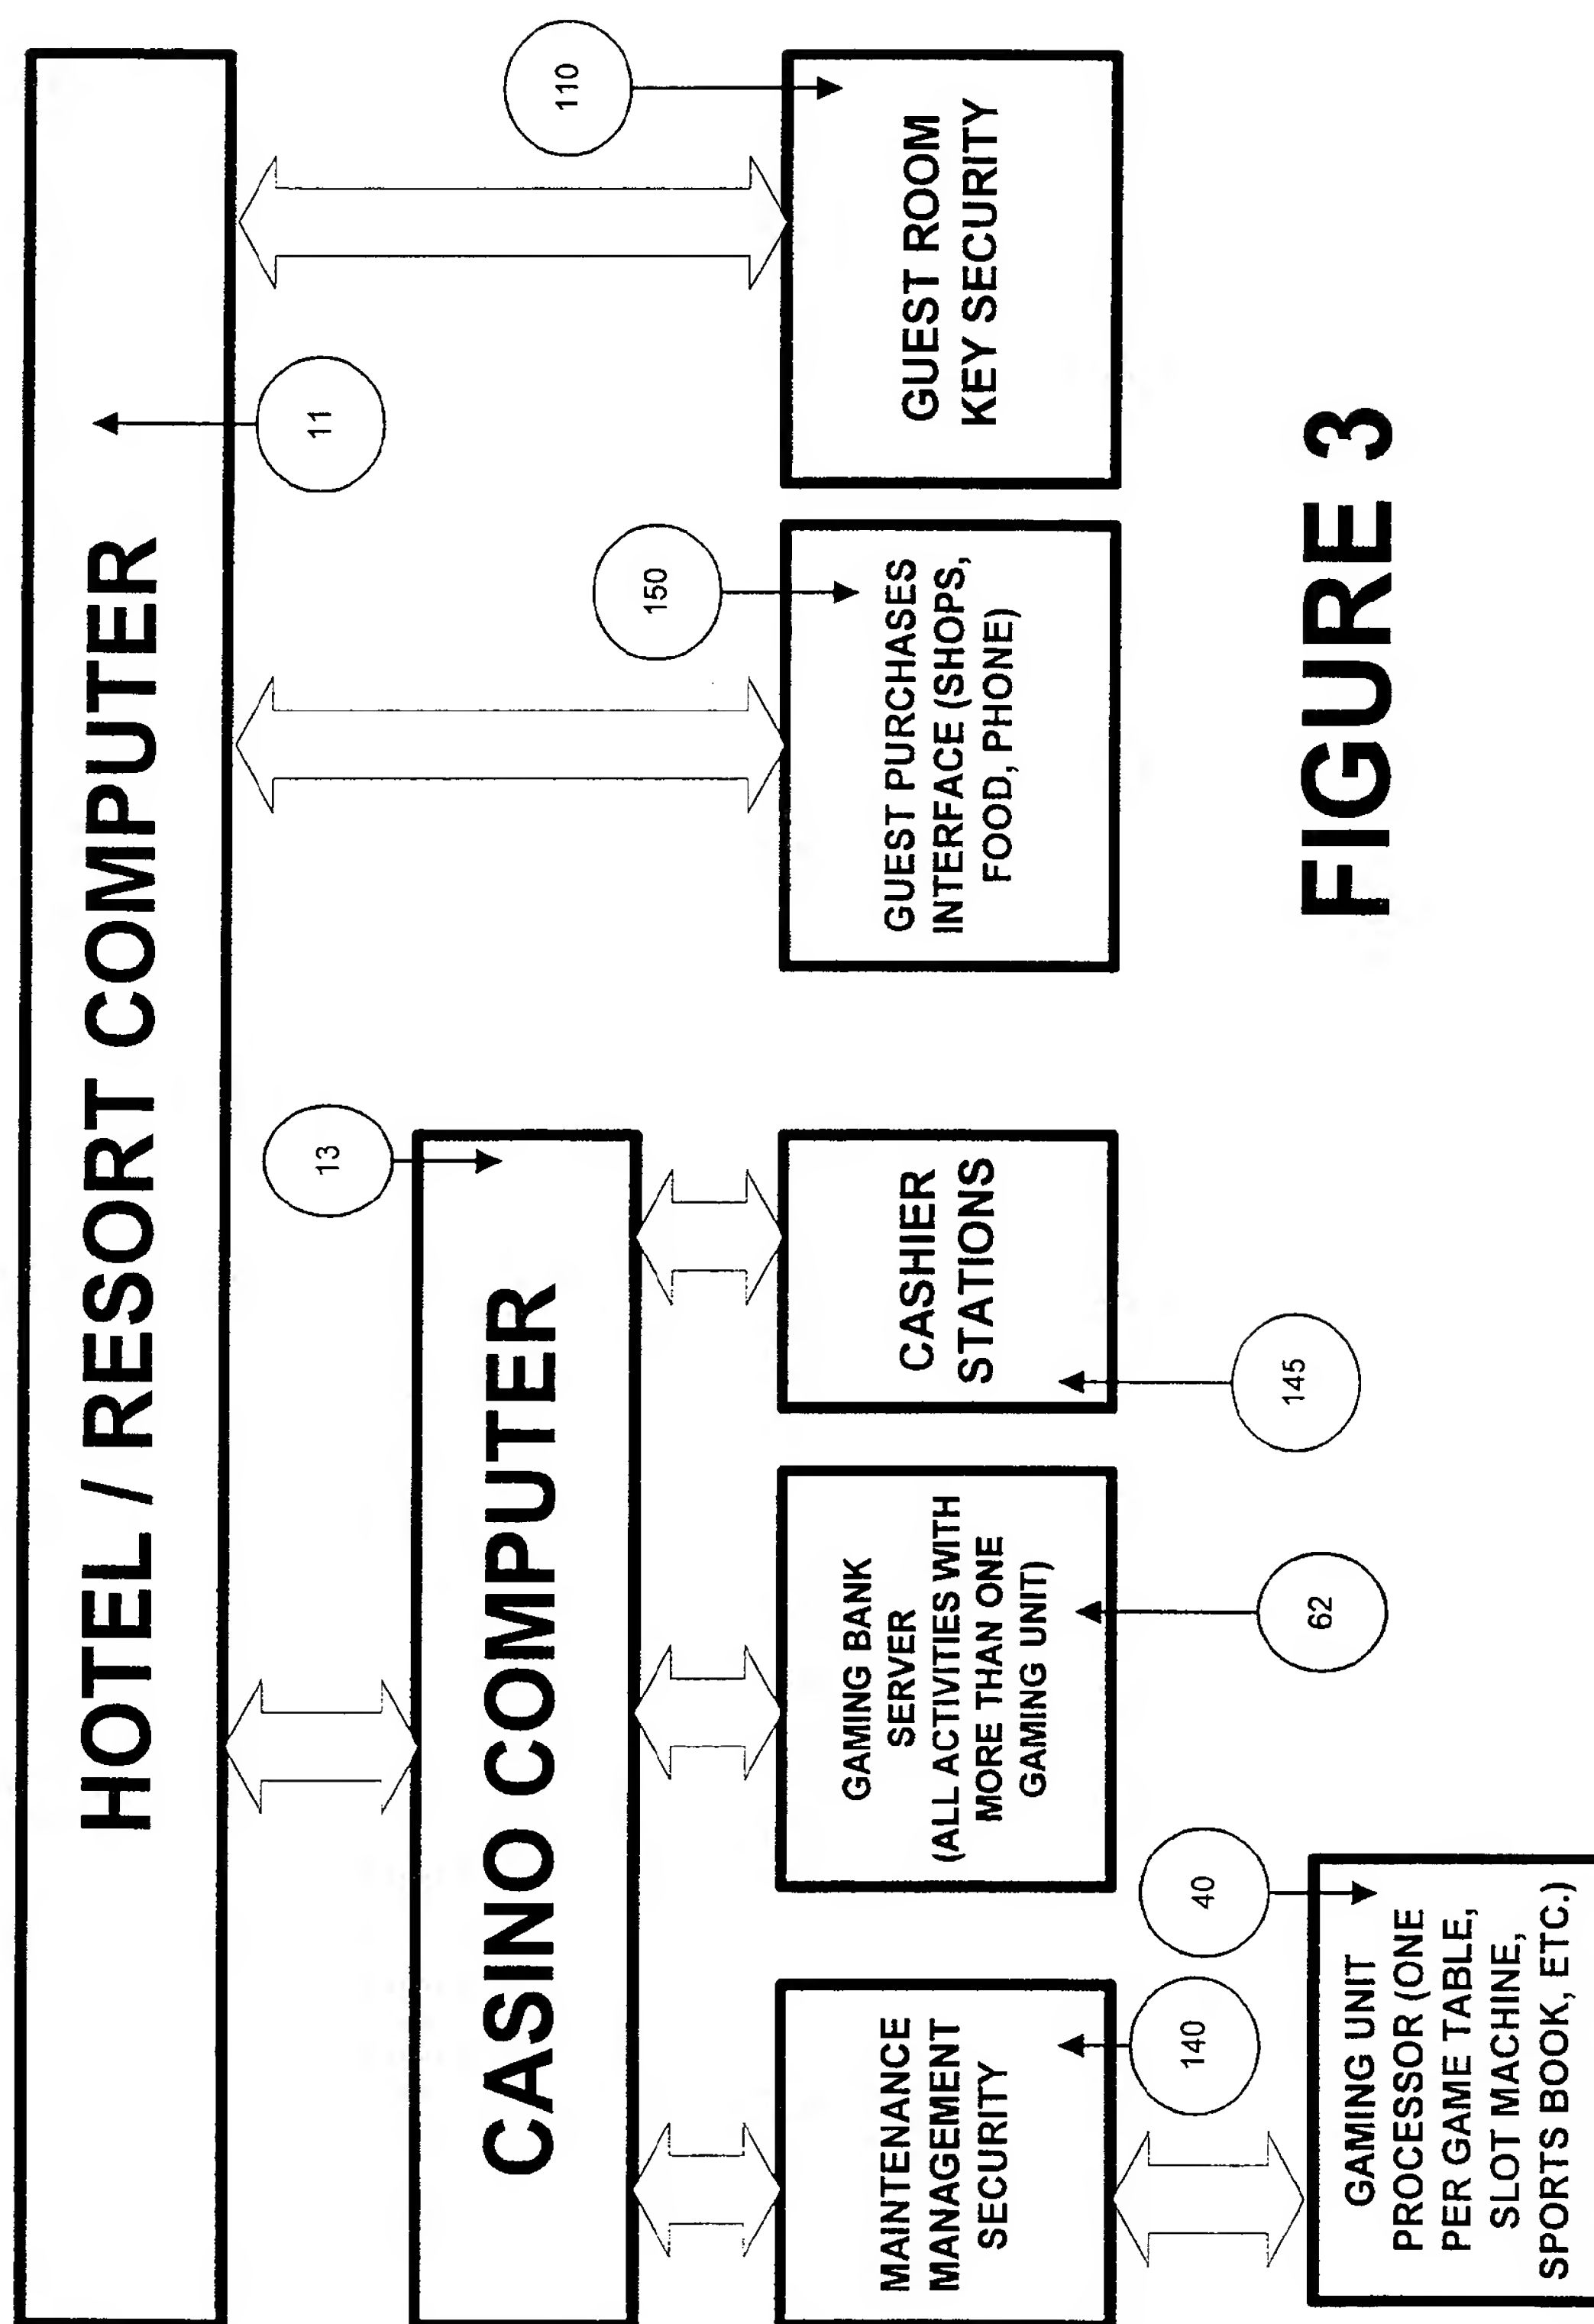 HOTEL / RESORT COMPUTER
11
13
CASINO COMPUTER
110
150
MAINTENANCE
MANAGEMENT
SECURITY
140
GAMING BANK
SERVER
(ALL ACTIVITIES WITH
MORE THAN ONE
GAMING UNIT)
62
CASHIER
STATIONS
145
GUEST PURCHASES
INTERFACE (SHOPS,
FOOD, PHONE)
GUEST ROOM
KEY SECURITY
40
GAMING UNIT
PROCESSOR (ONE
PER GAME TABLE,
SLOT MACHINE,
SPORTS BOOK, ETC.)
FIGURE 3